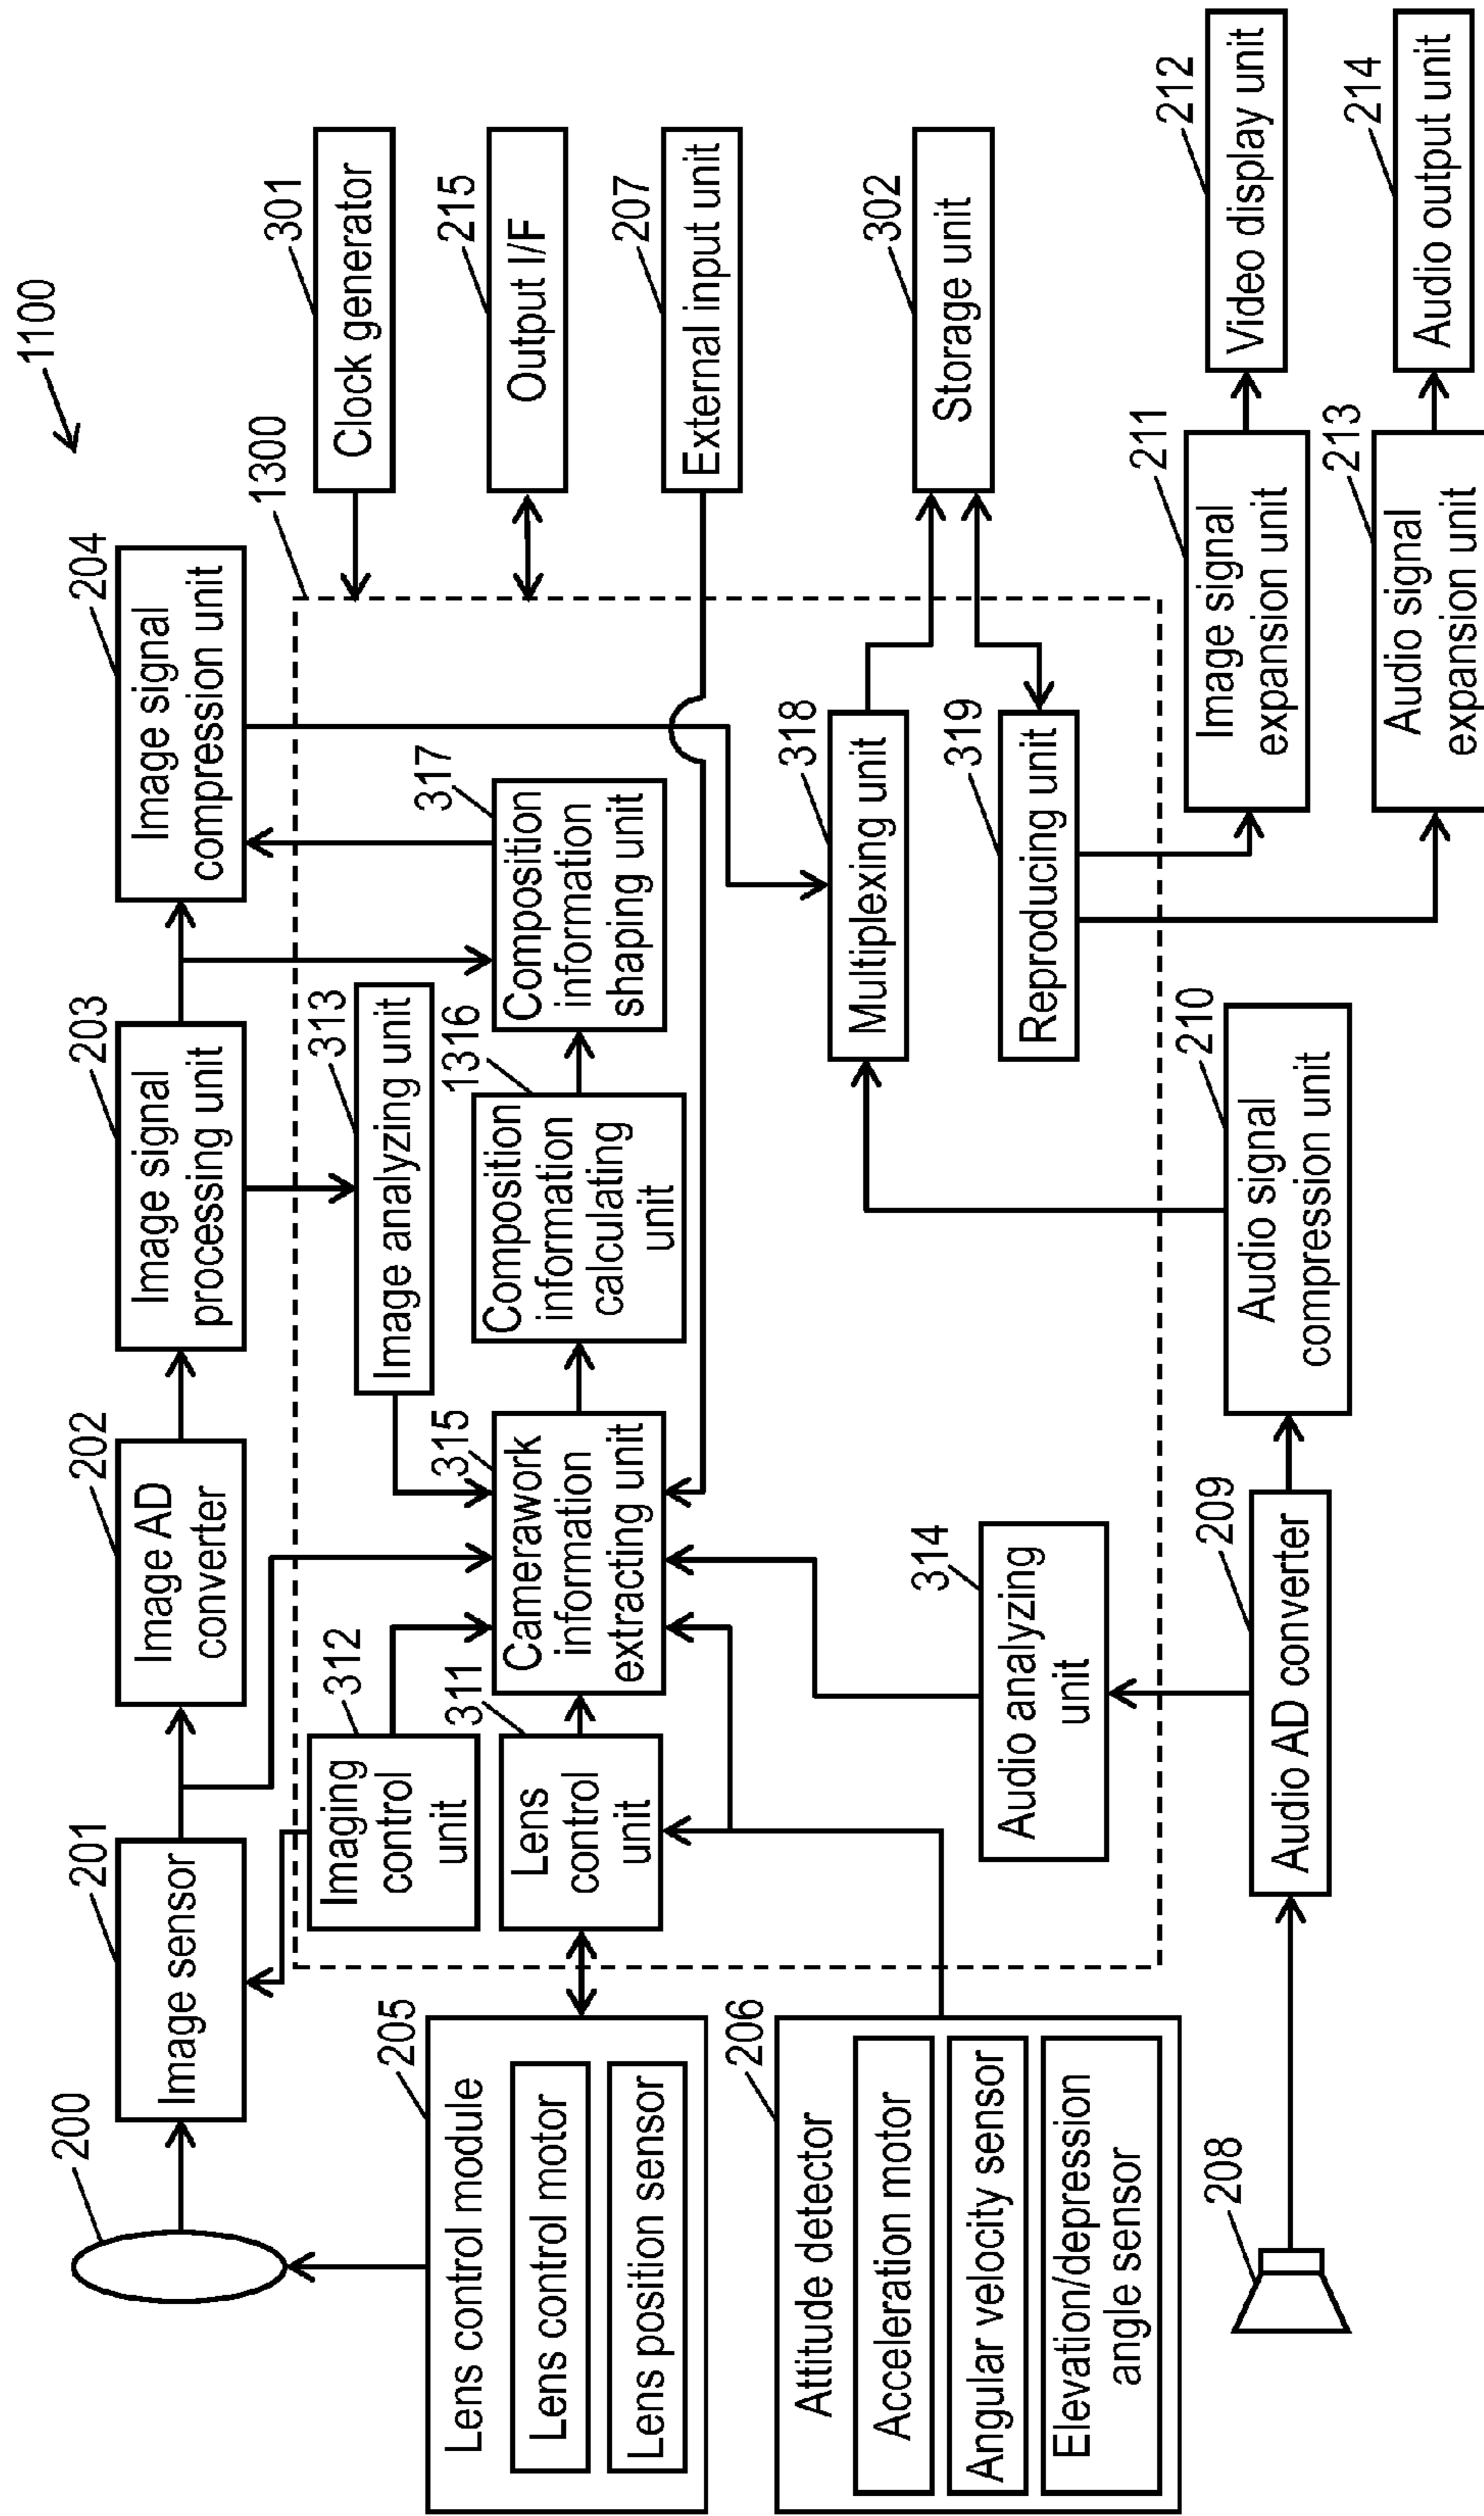 1100
200
201
Image sensor
202
Image AD
converter
203
Image signal
processing unit
204
Image signal
compression unit
1300
301
Clock generator
215
Output I/F
207
External input unit
205
Lens control module
Lens control motor
Lens position sensor
312
Imaging
control
unit
311
Lens
control
unit
315
Camerawork
information
extracting unit
313
Image analyzing unit
1316
Composition
information
calculating
unit
317
Composition
information
shaping unit
206
Attitude detector
Acceleration motor
Angular velocity sensor
Elevation/depression
angle sensor
314
Audio analyzing
unit
318
Multiplexing unit
319
Reproducing unit
302
Storage unit
208
209
Audio AD converter
210
Audio signal
compression unit
211
Image signal
expansion unit
212
Video display unit
213
Audio signal
expansion unit
214
Audio output unit